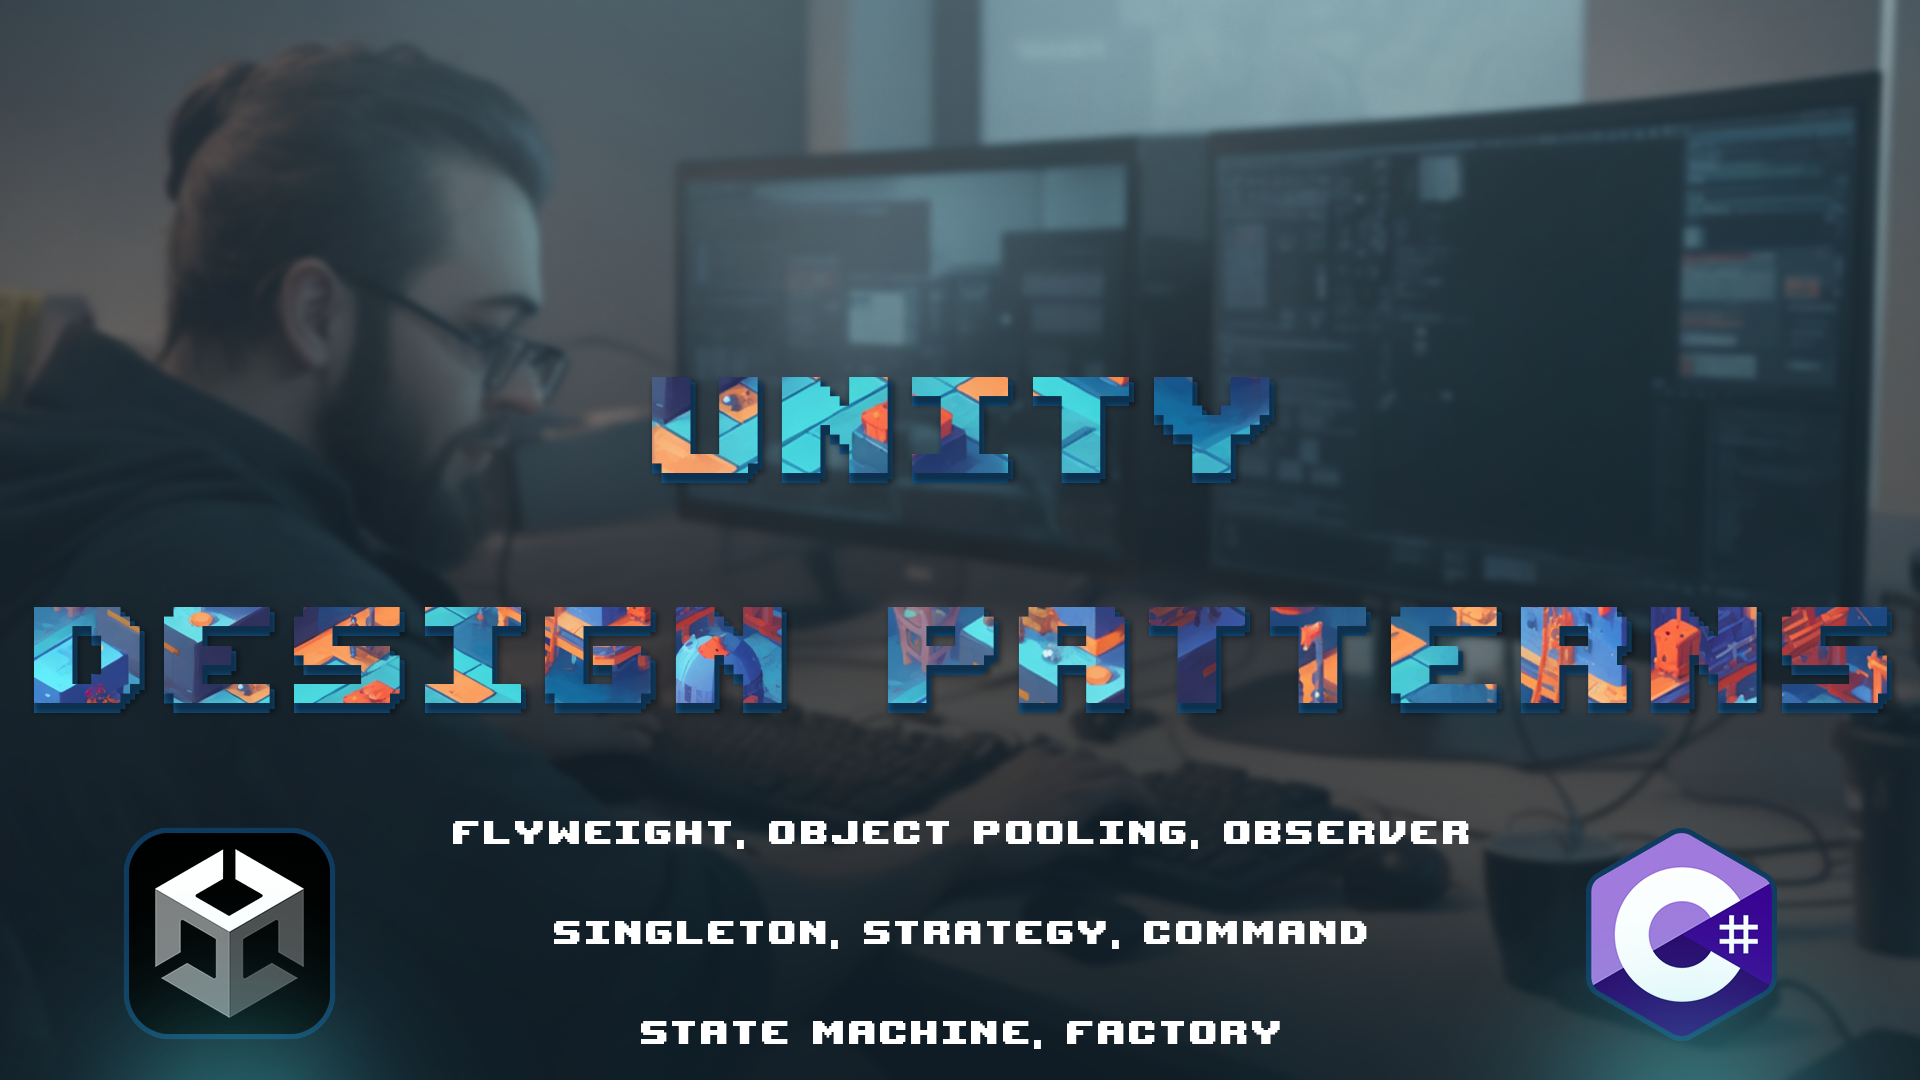 UNITY
DESIGN PATTERNS
FLYWEIGHT, OBJECT POOLING, OBSERVER
SINGLETON, STRATEGY, COMMAND
STATE MACHINE, FACTORY
C#